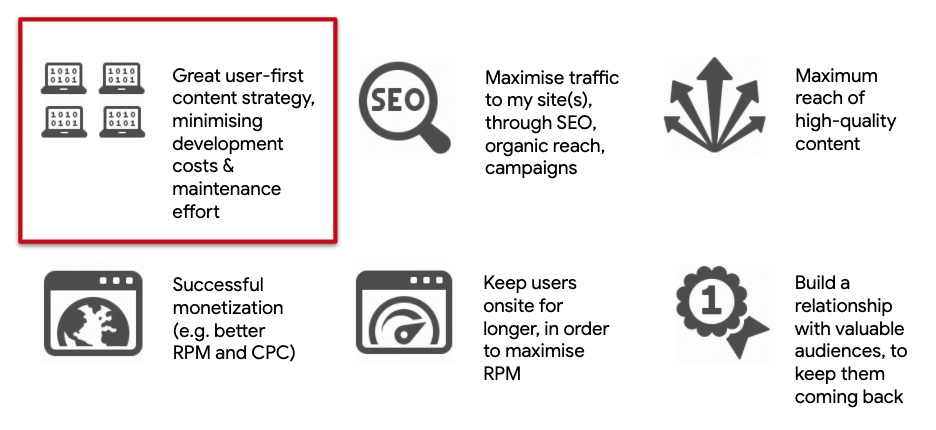 1010
0101
1010
0101
1010
0101
1010
0101
Great user-first
content strategy,
minimising
development
costs &
maintenance
effort
SEO
Maximise traffic
to my site(s),
through SEO,
organic reach,
campaigns
Maximum
reach of
high-quality
content
Successful
monetization
(e.g. better
RPM and CPC)
Keep users
onsite for
longer, in order
to maximise
RPM
1
Build a
relationship
with valuable
audiences, to
keep them
coming back